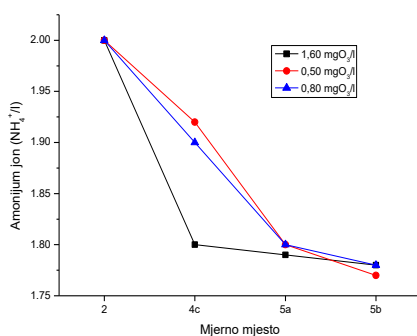 2.00
1.95
1.90
1.85
1.80
1.75
Amonijum jon (NH₄⁺/l)
1,60 mgO₃/l
0,50 mgO₃/l
0,80 mgO₃/l
2 4c 5a 5b
Mjerno mjesto